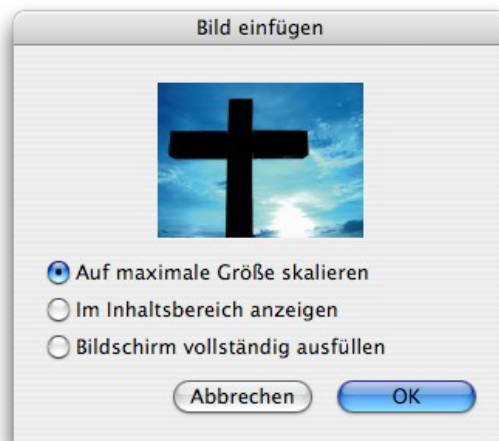 Bild einfügen
Auf maximale Größe skalieren
Im Inhaltsbereich anzeigen
Bildschirm vollständig ausfüllen
Abbrechen OK